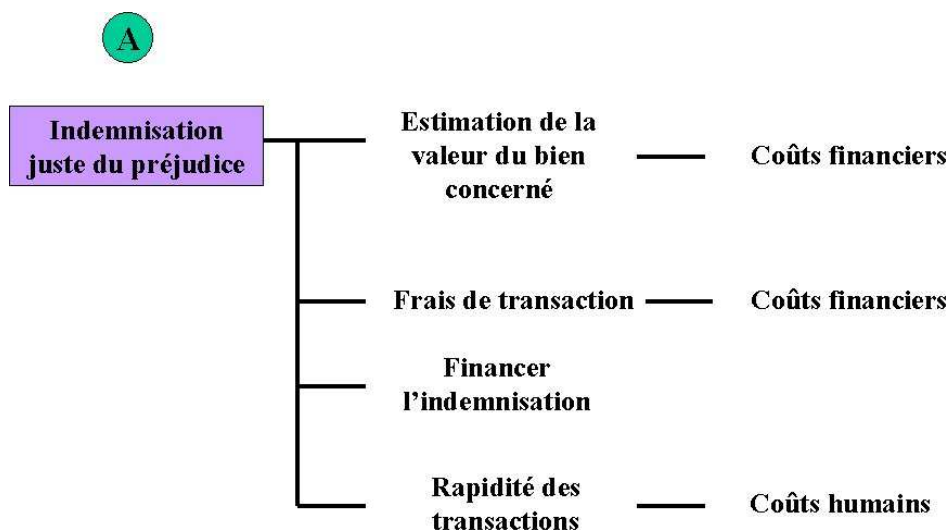 A
Indemnisation
juste du préjudice
Estimation de la
valeur du bien
concerné
Coûts financiers
Frais de transaction
Coûts financiers
Financer
l'indemnisation
Rapidité des
transactions
Coûts humains